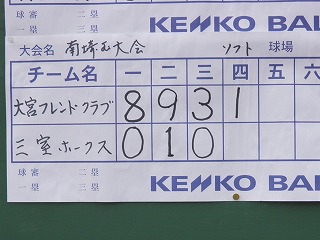 球審 二塁
一塁 三塁
KENKO BAL
大会名 南埼玉大会 ソフト 球場
チーム名 一 二 三 四 五 六
大宮フレンドクラブ 8 9 3 1
三室ホークス 0 1 0
球審 二塁
一塁 三塁
KENKO BAL